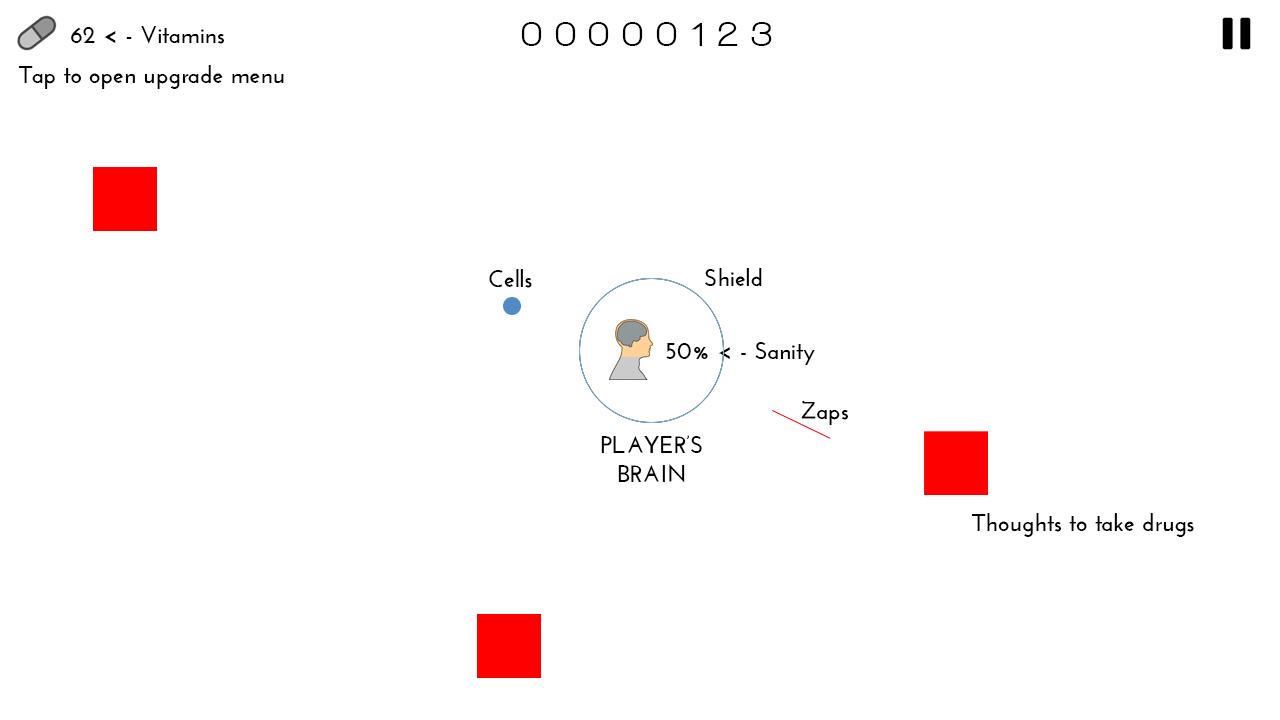 62 < - Vitamins
00000123
Tap to open upgrade menu
Cells
Shield
50% < - Sanity
Zaps
PLAYER'S
BRAIN
Thoughts to take drugs